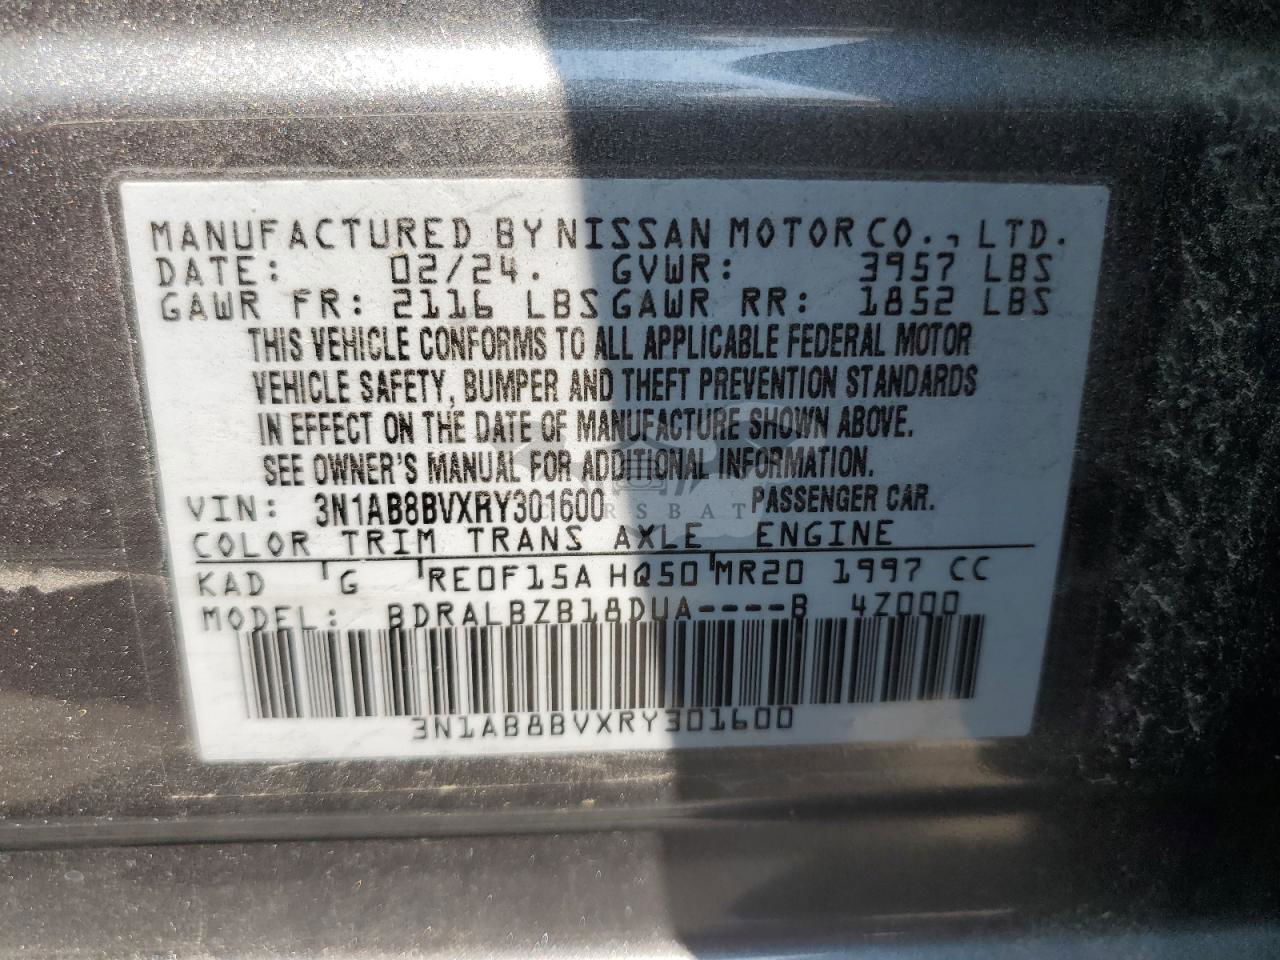 MANUFACTURED BY NISSAN MOTOR CO., LTD.
DATE: 02/24. GVWR: 3957 LBS
GAWR FR: 2116 LBS GAWR RR: 1852 LBS
THIS VEHICLE CONFORMS TO ALL APPLICABLE FEDERAL MOTOR
VEHICLE SAFETY, BUMPER AND THEFT PREVENTION STANDARDS
IN EFFECT ON THE DATE OF MANUFACTURE SHOWN ABOVE.
SEE OWNER'S MANUAL FOR ADDITIONAL INFORMATION.
VIN: 3N1AB8BVXRY301600 PASSENGER CAR.
COLOR TRIM TRANS AXLE ENGINE
KAD G RE0F15A HQ50 MR20 1997 CC
MODEL: BDRALBZB18DUA----B 4Z000
3N1AB8BVXRY301600